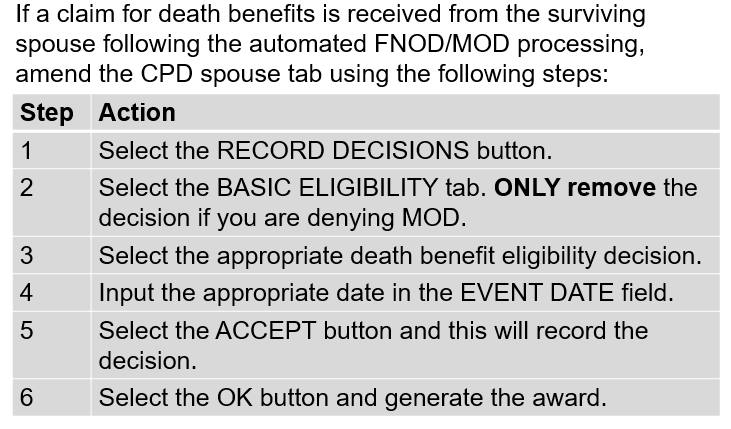 If a claim for death benefits is received from the surviving
spouse following the automated FNOD/MOD processing,
amend the CPD spouse tab using the following steps:
Step Action
1 Select the RECORD DECISIONS button.
2 Select the BASIC ELIGIBILITY tab. ONLY remove the
decision if you are denying MOD.
3 Select the appropriate death benefit eligibility decision.
4 Input the appropriate date in the EVENT DATE field.
5 Select the ACCEPT button and this will record the
decision.
6 Select the OK button and generate the award.